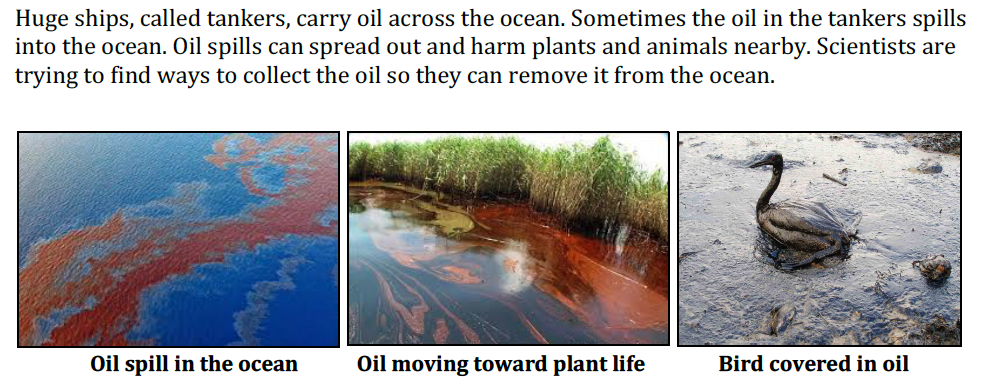 Huge ships, called tankers, carry oil across the ocean. Sometimes the oil in the tankers spills
into the ocean. Oil spills can spread out and harm plants and animals nearby. Scientists are
trying to find ways to collect the oil so they can remove it from the ocean.
Oil spill in the ocean
Oil moving toward plant life
Bird covered in oil